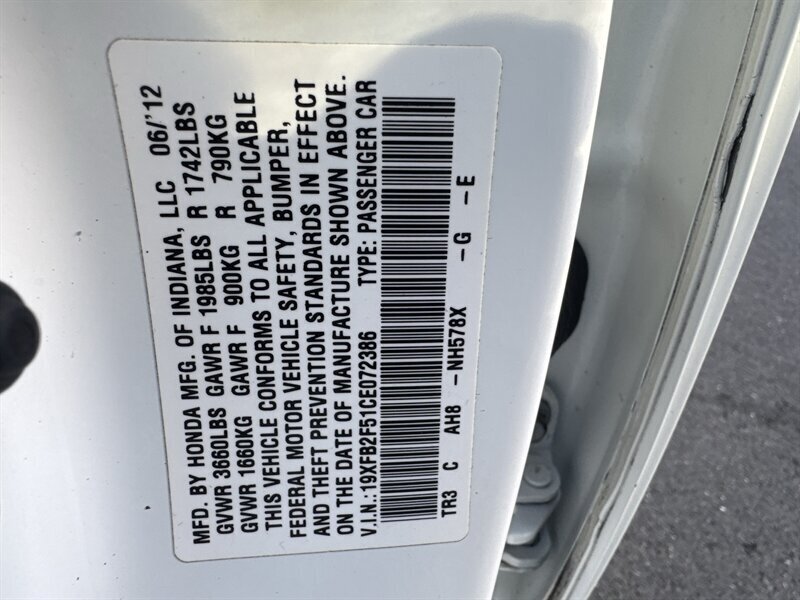 MFD. BY HONDA MFG. OF INDIANA, LLC 06/'12
GVWR 3660LBS GAWR F 1985LBS R 1742LBS
GVWR 1660KG GAWR F 900KG R 790KG
THIS VEHICLE CONFORMS TO ALL APPLICABLE
FEDERAL MOTOR VEHICLE SAFETY, BUMPER,
AND THEFT PREVENTION STANDARDS IN EFFECT
ON THE DATE OF MANUFACTURE SHOWN ABOVE.
V.I.N.:19XFB2F51CE072386 TYPE: PASSENGER CAR
TR3 C AH8 -NH578X -G -E